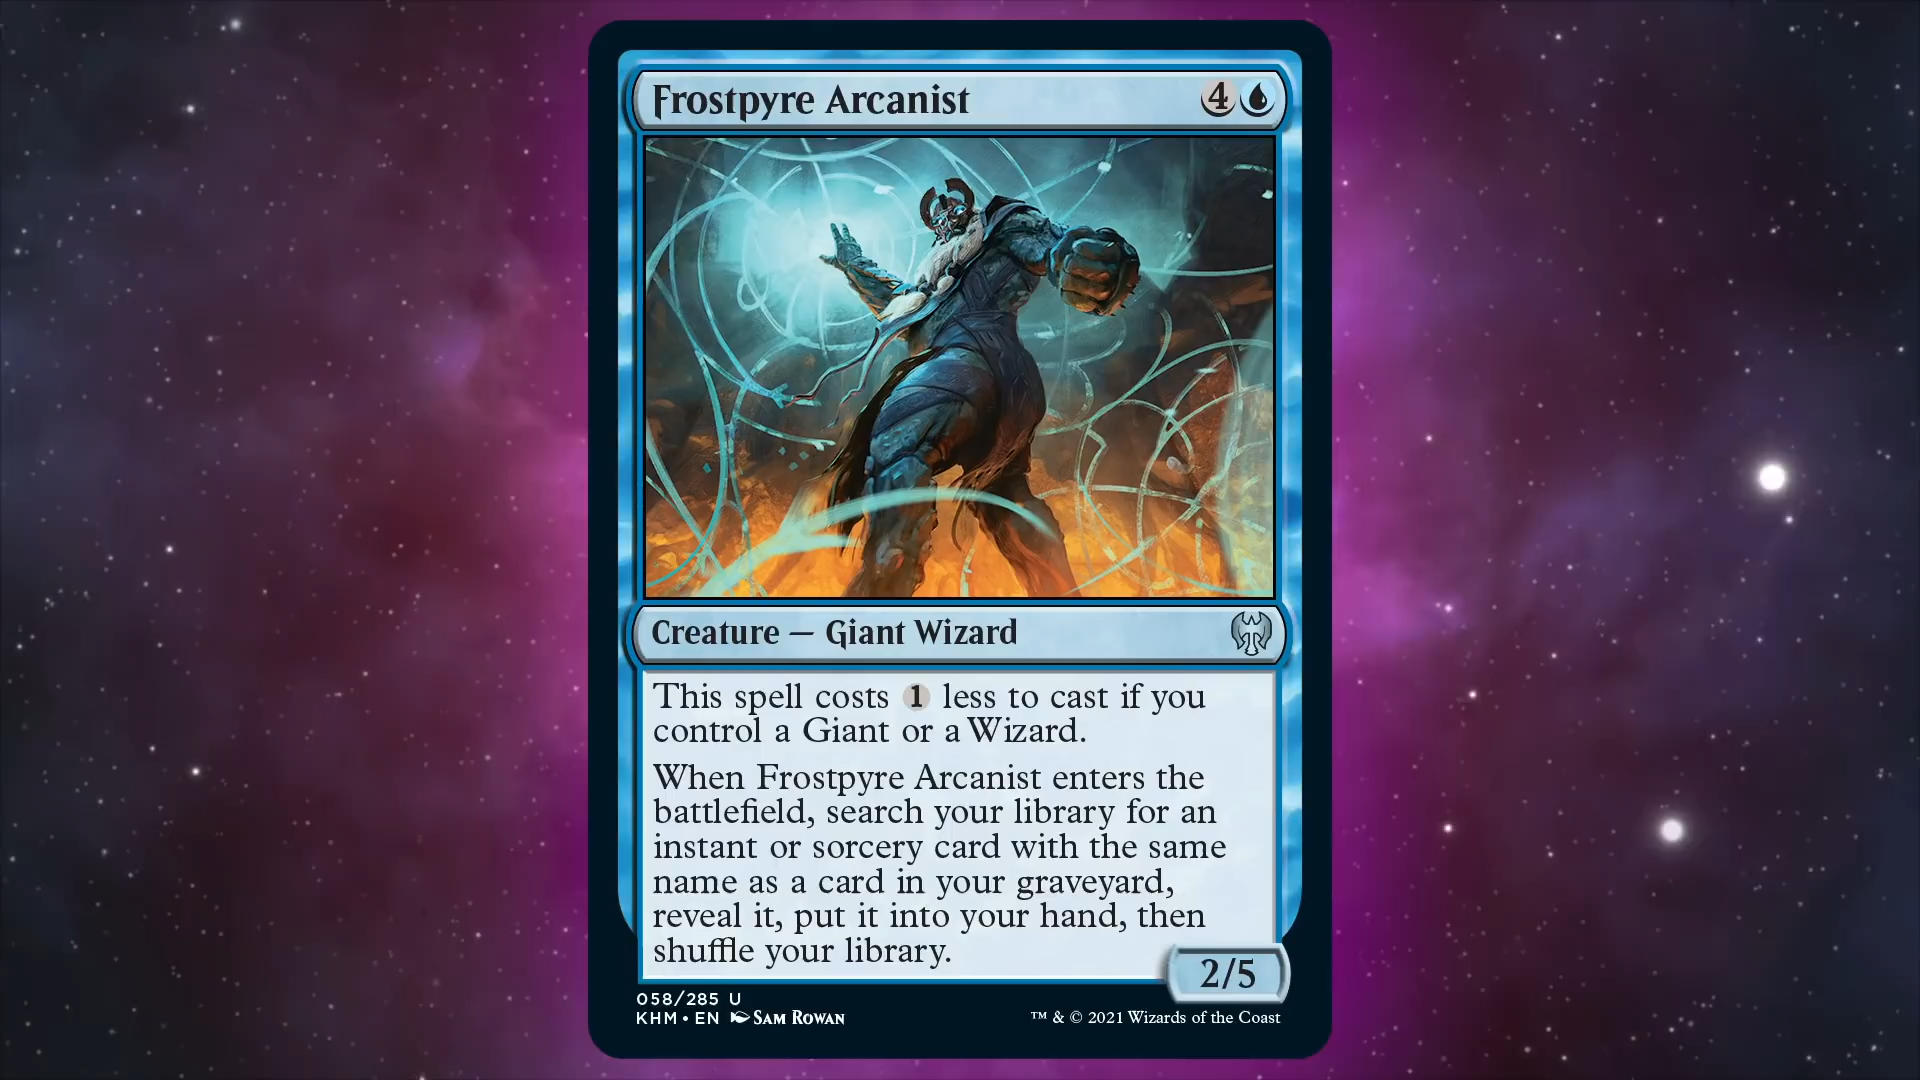 Frostpyre Arcanist 4
Creature — Giant Wizard
This spell costs 1 less to cast if you
control a Giant or a Wizard.
When Frostpyre Arcanist enters the
battlefield, search your library for an
instant or sorcery card with the same
name as a card in your graveyard,
reveal it, put it into your hand, then
shuffle your library.
2/5
058/285 U
KHM • EN Sam Rowan
™ & © 2021 Wizards of the Coast